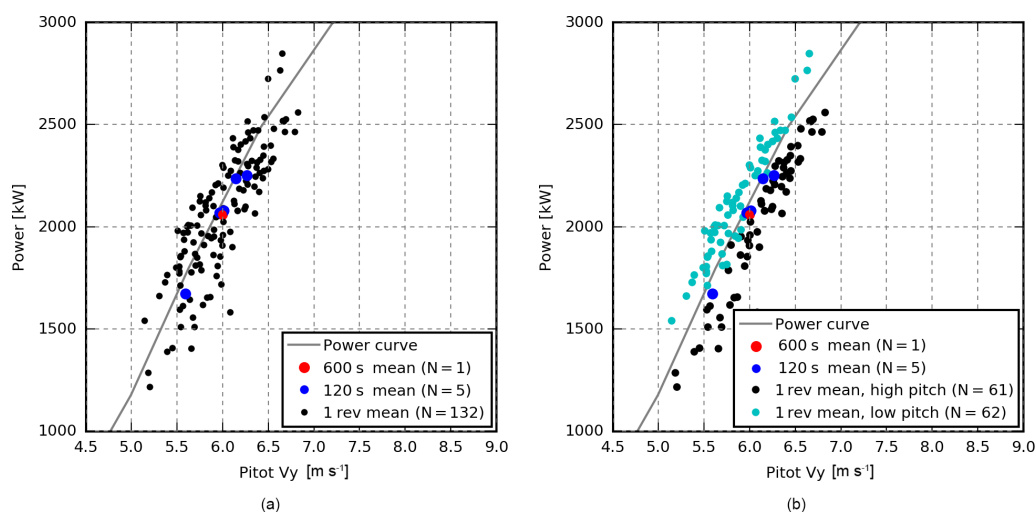 3000
2500
2000
1500
1000
Power [kW]
4.5 5.0 5.5 6.0 6.5 7.0 7.5 8.0 8.5 9.0
Pitot Vy [m s⁻¹]
Power curve
600 s mean (N = 1)
120 s mean (N = 5)
1 rev mean (N = 132)
(a)
3000
2500
2000
1500
1000
Power [kW]
4.5 5.0 5.5 6.0 6.5 7.0 7.5 8.0 8.5 9.0
Pitot Vy [m s⁻¹]
Power curve
600 s mean (N = 1)
120 s mean (N = 5)
1 rev mean, high pitch (N = 61)
1 rev mean, low pitch (N = 62)
(b)